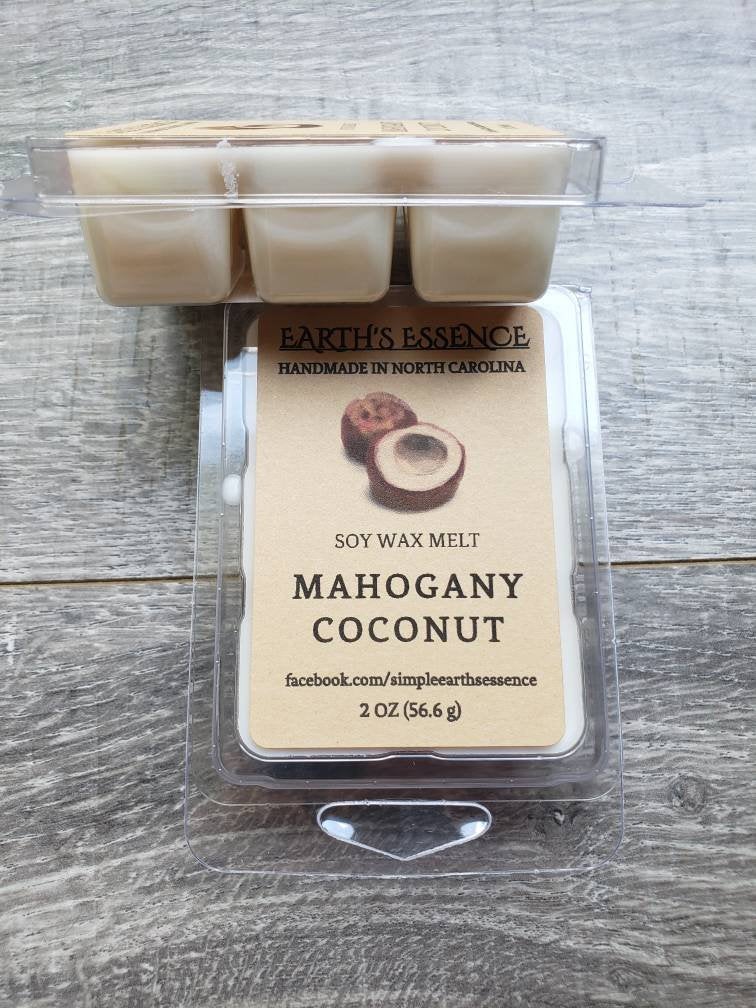 EARTH'S ESSENCE
HANDMADE IN NORTH CAROLINA
SOY WAX MELT
MAHOGANY
COCONUT
facebook.com/simpleearthsessence
2 OZ (56.6 g)